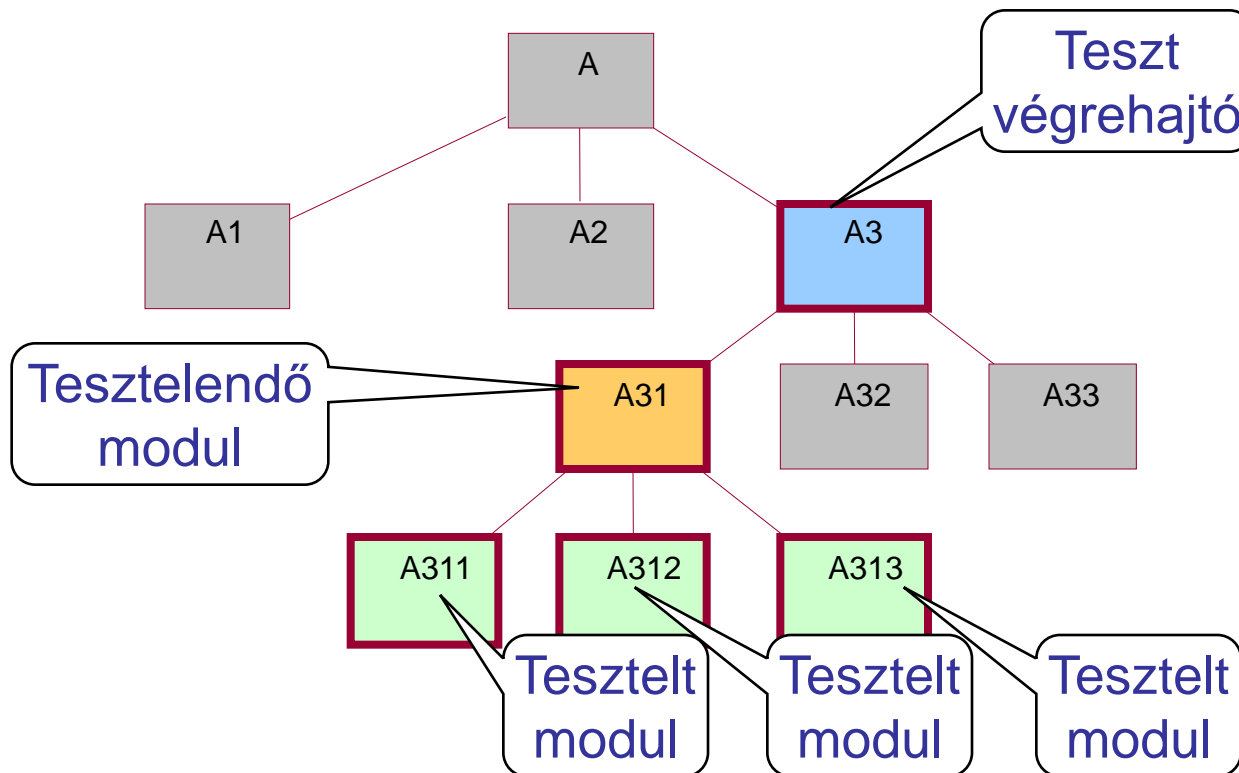 A
Teszt
végrehajtó
A1
A2
A3
Tesztelendő
modul
A31
A32
A33
A311
A312
A313
Tesztelt
modul
Tesztelt
modul
Tesztelt
modul